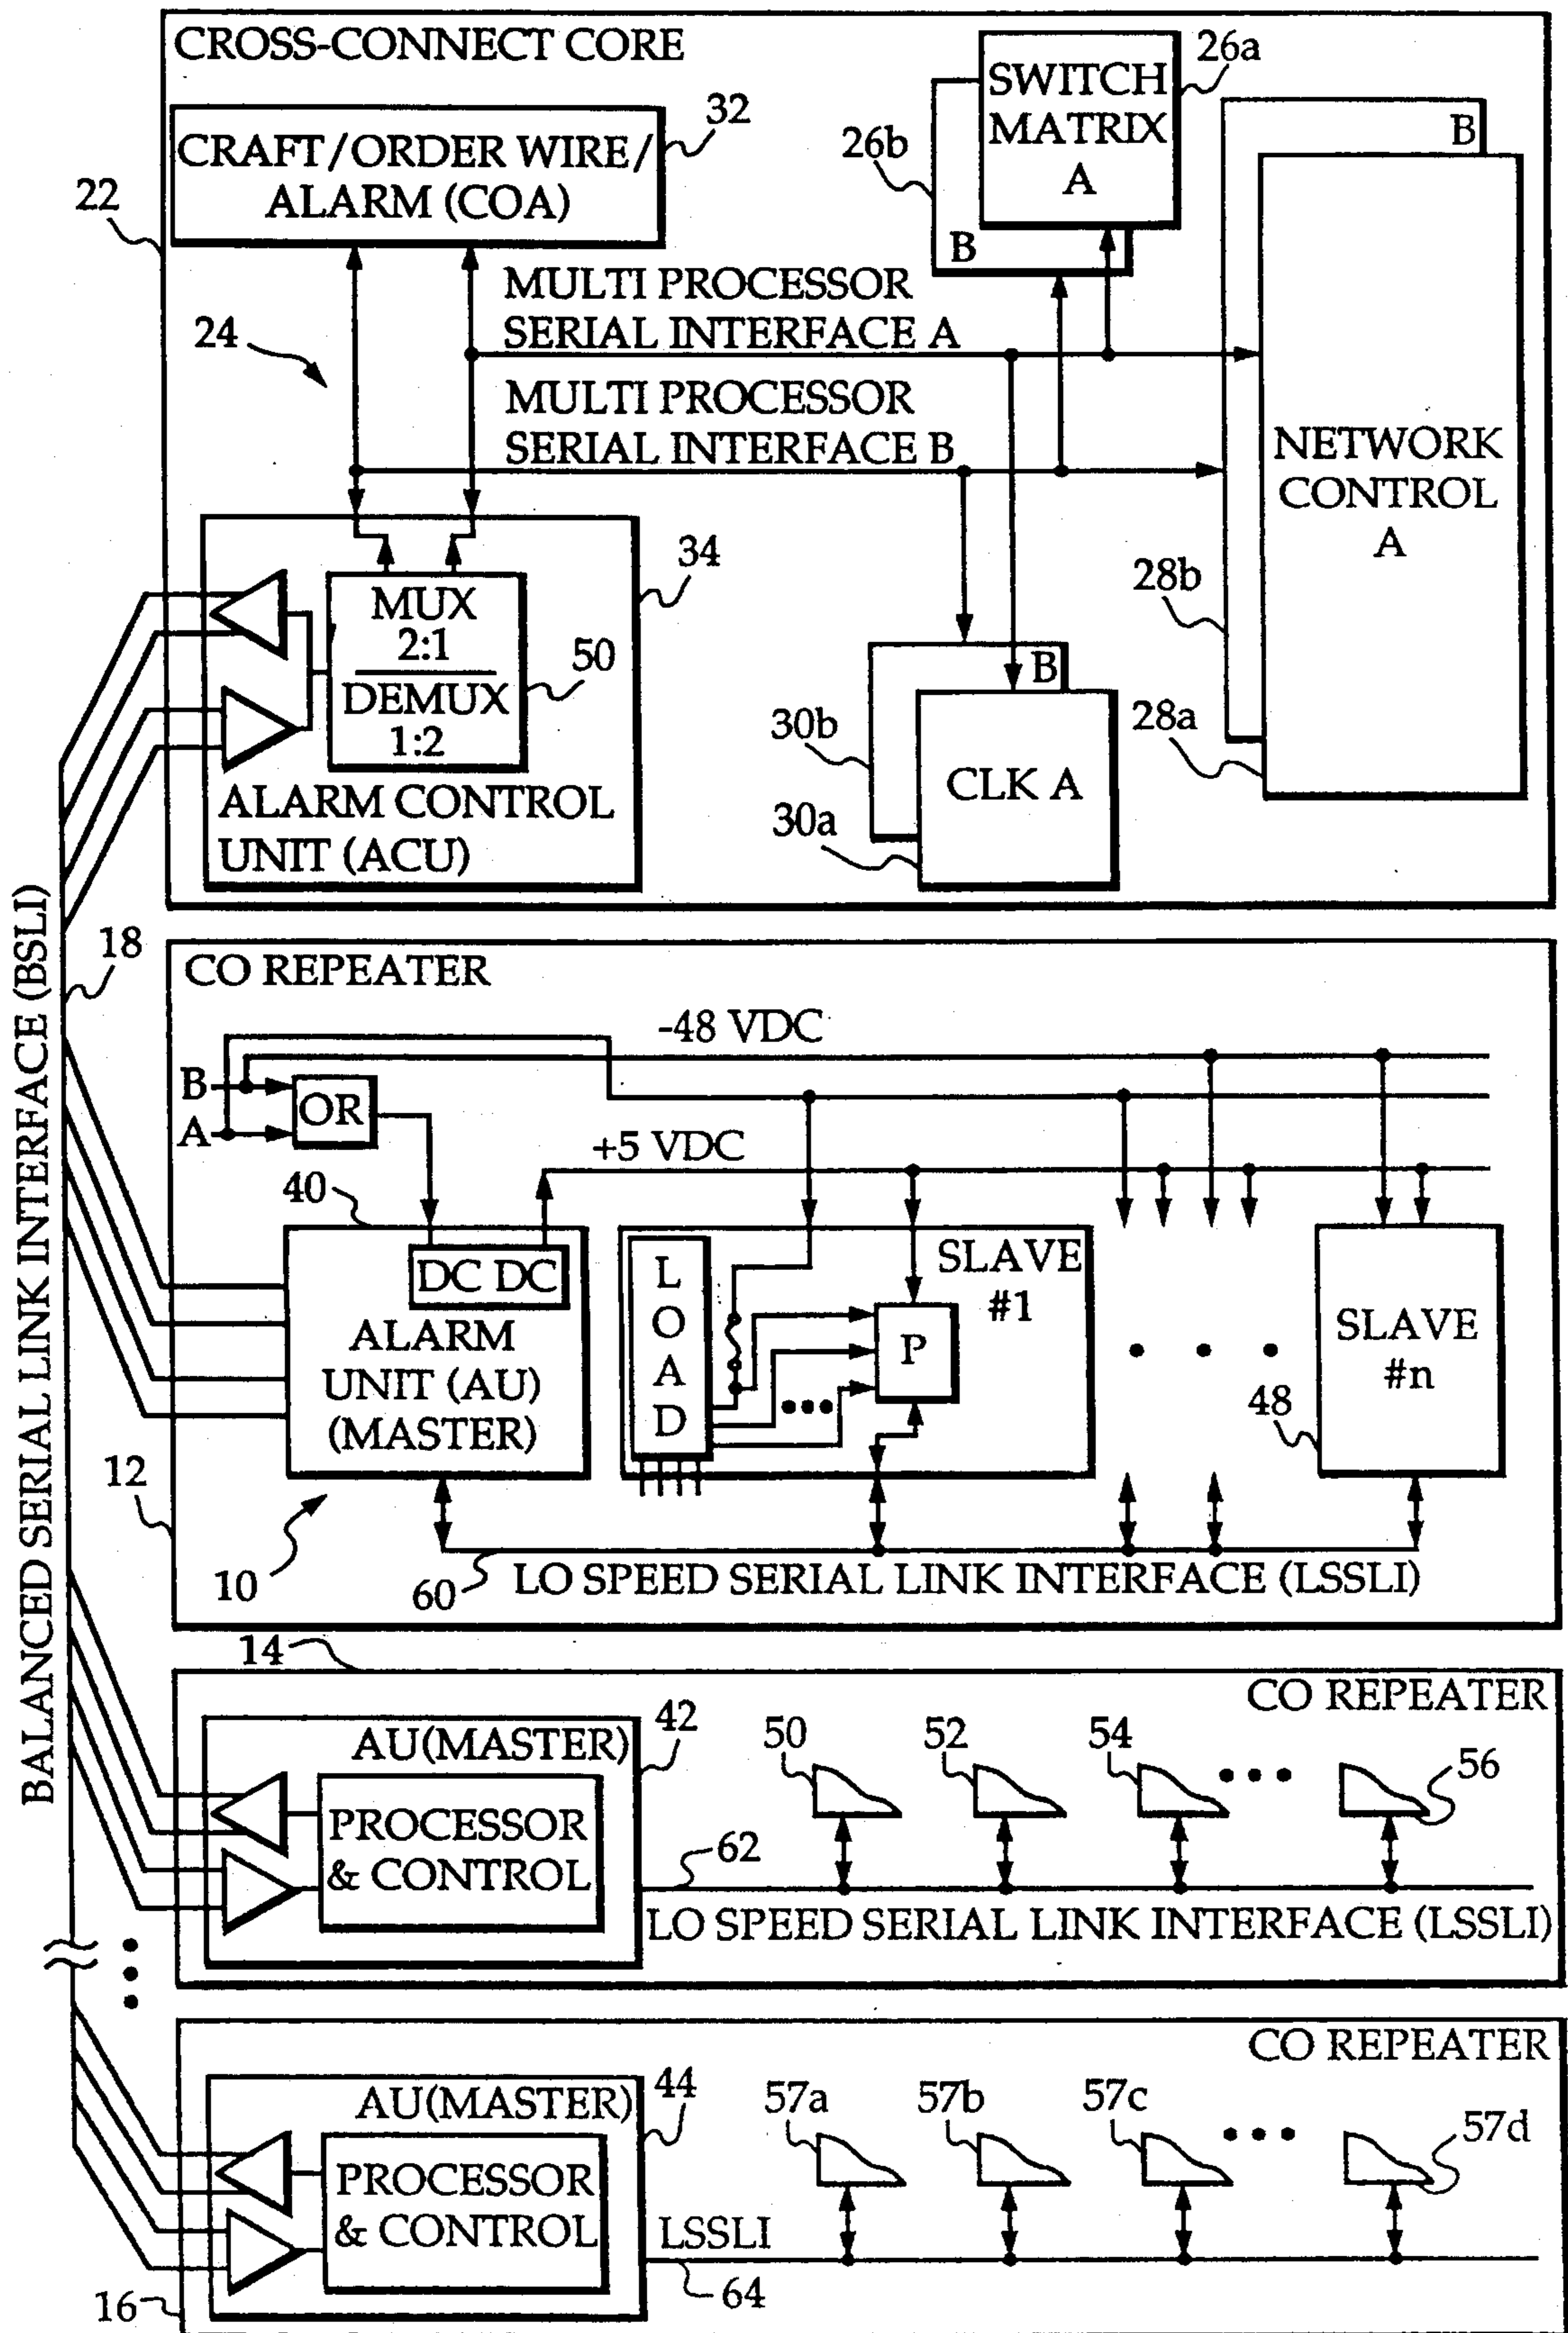 CROSS-CONNECT CORE
CRAFT/ORDER WIRE/
ALARM (COA)
32
SWITCH
MATRIX
A
26a
26b
B
B
22
24
MULTI PROCESSOR
SERIAL INTERFACE A
MULTI PROCESSOR
SERIAL INTERFACE B
NETWORK
CONTROL
A
28b
28a
34
MUX
2:1
DEMUX
1:2
50
ALARM CONTROL
UNIT (ACU)
B
30b
30a
CLK A
BALANCED SERIAL LINK INTERFACE (BSLI)
18
CO REPEATER
-48 VDC
B
A
OR
+5 VDC
40
DC DC
ALARM
UNIT (AU)
(MASTER)
LOAD
SLAVE
#1
P
• • •
•••
SLAVE
#n
48
12
10
60
LO SPEED SERIAL LINK INTERFACE (LSSLI)
14
CO REPEATER
AU(MASTER)
42
PROCESSOR
& CONTROL
50
52
54
• • •
56
62
LO SPEED SERIAL LINK INTERFACE (LSSLI)
CO REPEATER
AU(MASTER)
44
PROCESSOR
& CONTROL
57a
57b
57c
• • •
57d
LSSLI
64
16